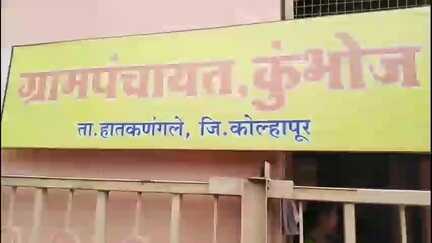 ग्रामपंचायत, कुंभोज
ता.हातकणंगले, जि.कोल्हापूर